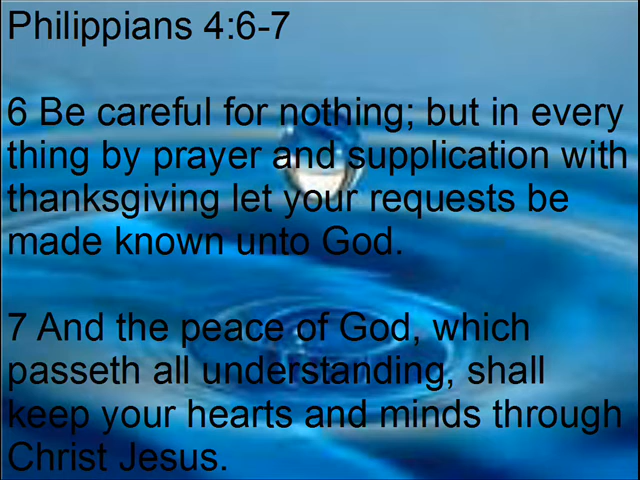 Philippians 4:6-7
6 Be careful for nothing; but in every
thing by prayer and supplication with
thanksgiving let your requests be
made known unto God.
7 And the peace of God, which
passeth all understanding, shall
keep your hearts and minds through
Christ Jesus.